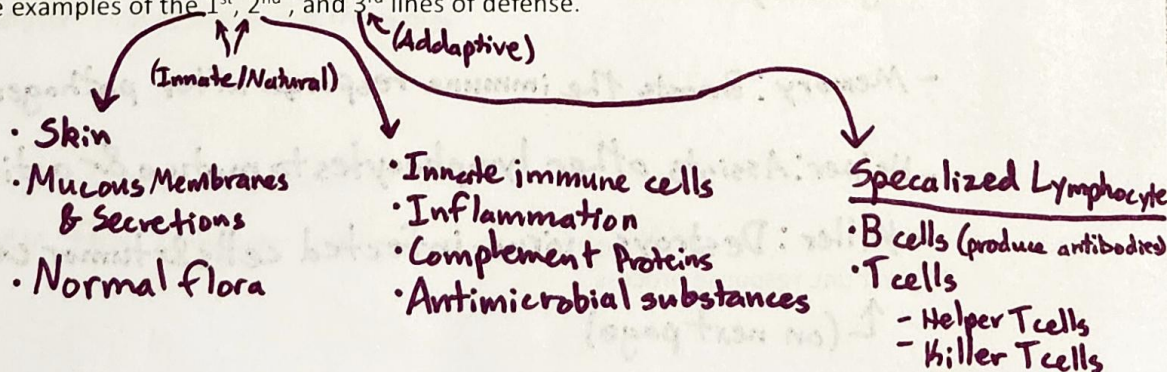 e examples of the 1st, 2nd, and 3rd lines of defense.
(Addaptive)
(Innate/Natural)
· Skin
· Mucous Membranes
& Secretions
· Normal flora
· Innate immune cells
· Inflammation
· Complement Proteins
· Antimicrobial substances
Specalized Lymphocyte
· B cells (produce antibodies)
· T cells
- Helper T cells
- Killer T cells